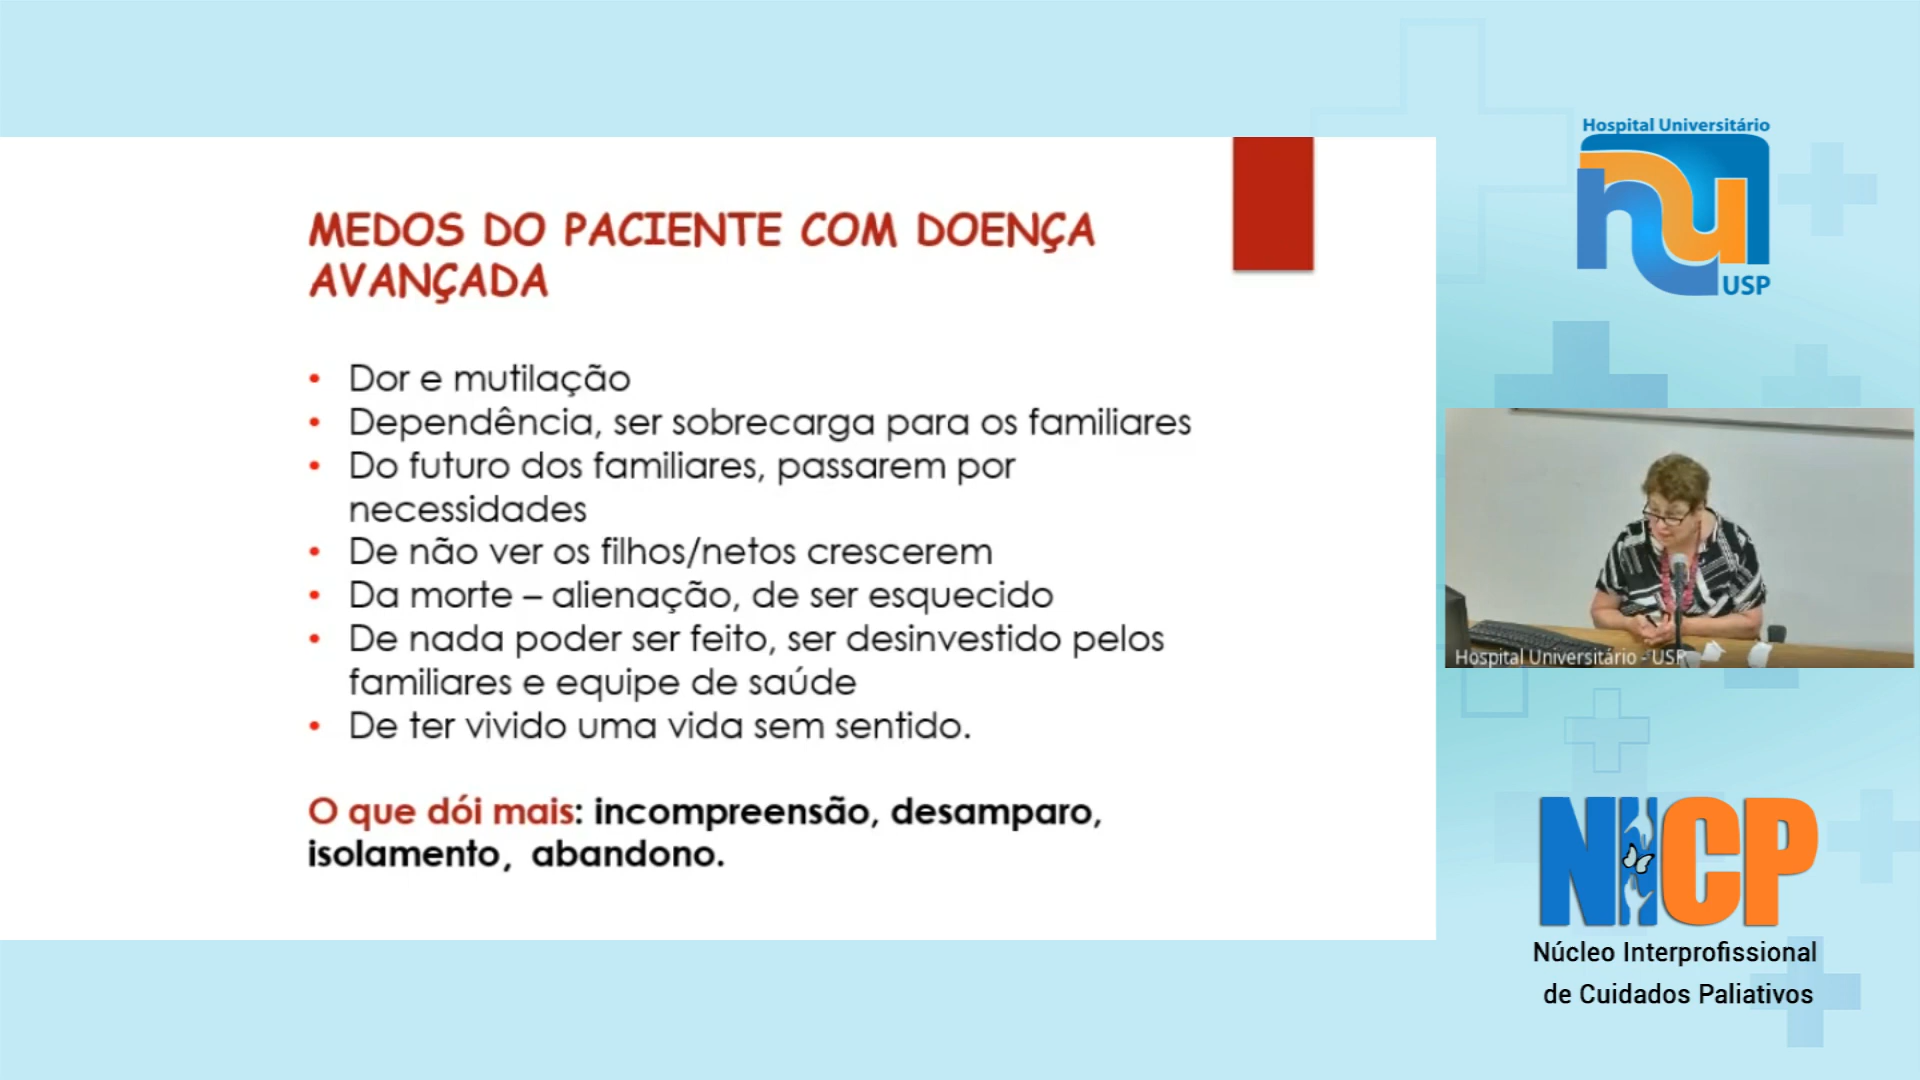 MEDOS DO PACIENTE COM DOENÇA
AVANÇADA
• Dor e mutilação
• Dependência, ser sobrecarga para os familiares
• Do futuro dos familiares, passarem por
necessidades
• De não ver os filhos/netos crescerem
• Da morte – alienação, de ser esquecido
• De nada poder ser feito, ser desinvestido pelos
familiares e equipe de saúde
• De ter vivido uma vida sem sentido.
O que dói mais: incompreensão, desamparo,
isolamento, abandono.
Hospital Universitário
hu
USP
Hospital Universitário - USP
NICP
Núcleo Interprofissional
de Cuidados Paliativos